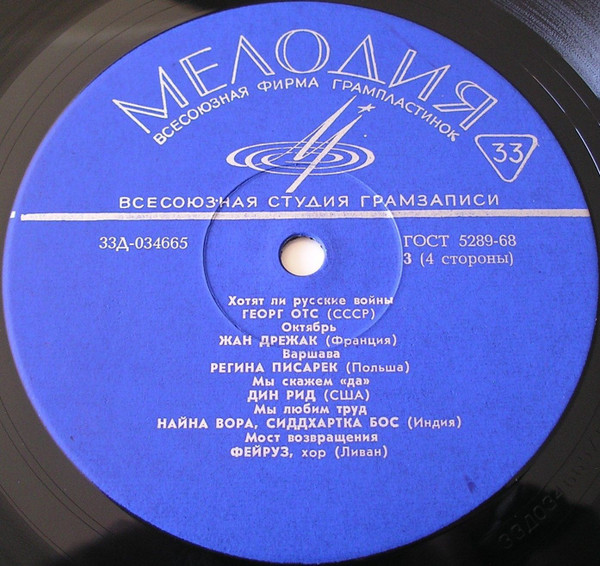 МЕЛОДИЯ
ВСЕСОЮЗНАЯ ФИРМА ГРАМПЛАСТИНОК
33
ВСЕСОЮЗНАЯ СТУДИЯ ГРАМЗАПИСИ
33Д-034665
ГОСТ 5289-68
3 (4 стороны)
Хотят ли русские войны
ГЕОРГ ОТС (СССР)
Октябрь
ЖАН ДРЕЖАК (Франция)
Варшава
РЕГИНА ПИСАРЕК (Польша)
Мы скажем «да»
ДИН РИД (США)
Мы любим труд
НАЙНА ВОРА, СИДДХАРТКА БОС (Индия)
Мост возвращения
ФЕЙРУЗ, хор (Ливан)